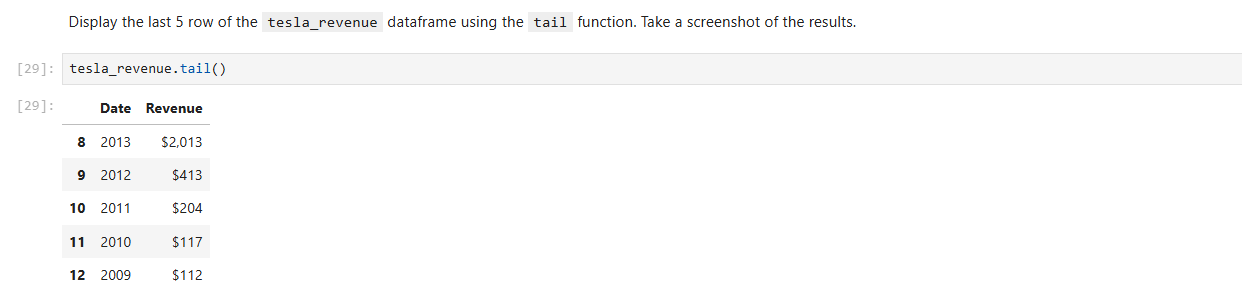 Display the last 5 row of the tesla_revenue dataframe using the tail function. Take a screenshot of the results.
[29]: tesla_revenue.tail()
[29]: Date Revenue
8 2013 $2,013
9 2012 $413
10 2011 $204
11 2010 $117
12 2009 $112